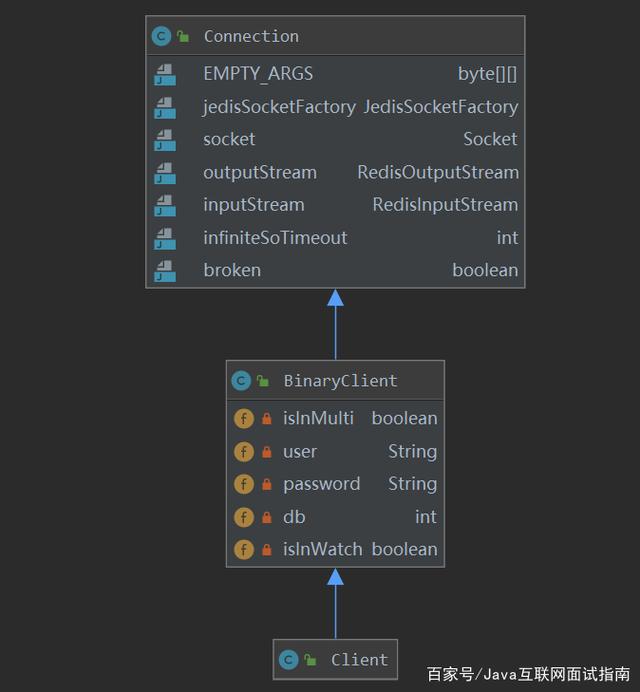 Connection
EMPTY_ARGS byte[][]
jedisSocketFactory JedisSocketFactory
socket Socket
outputStream RedisOutputStream
inputStream RedisInputStream
infiniteSoTimeout int
broken boolean
BinaryClient
isInMulti boolean
user String
password String
db int
isInWatch boolean
Client
百家号/Java互联网面试指南